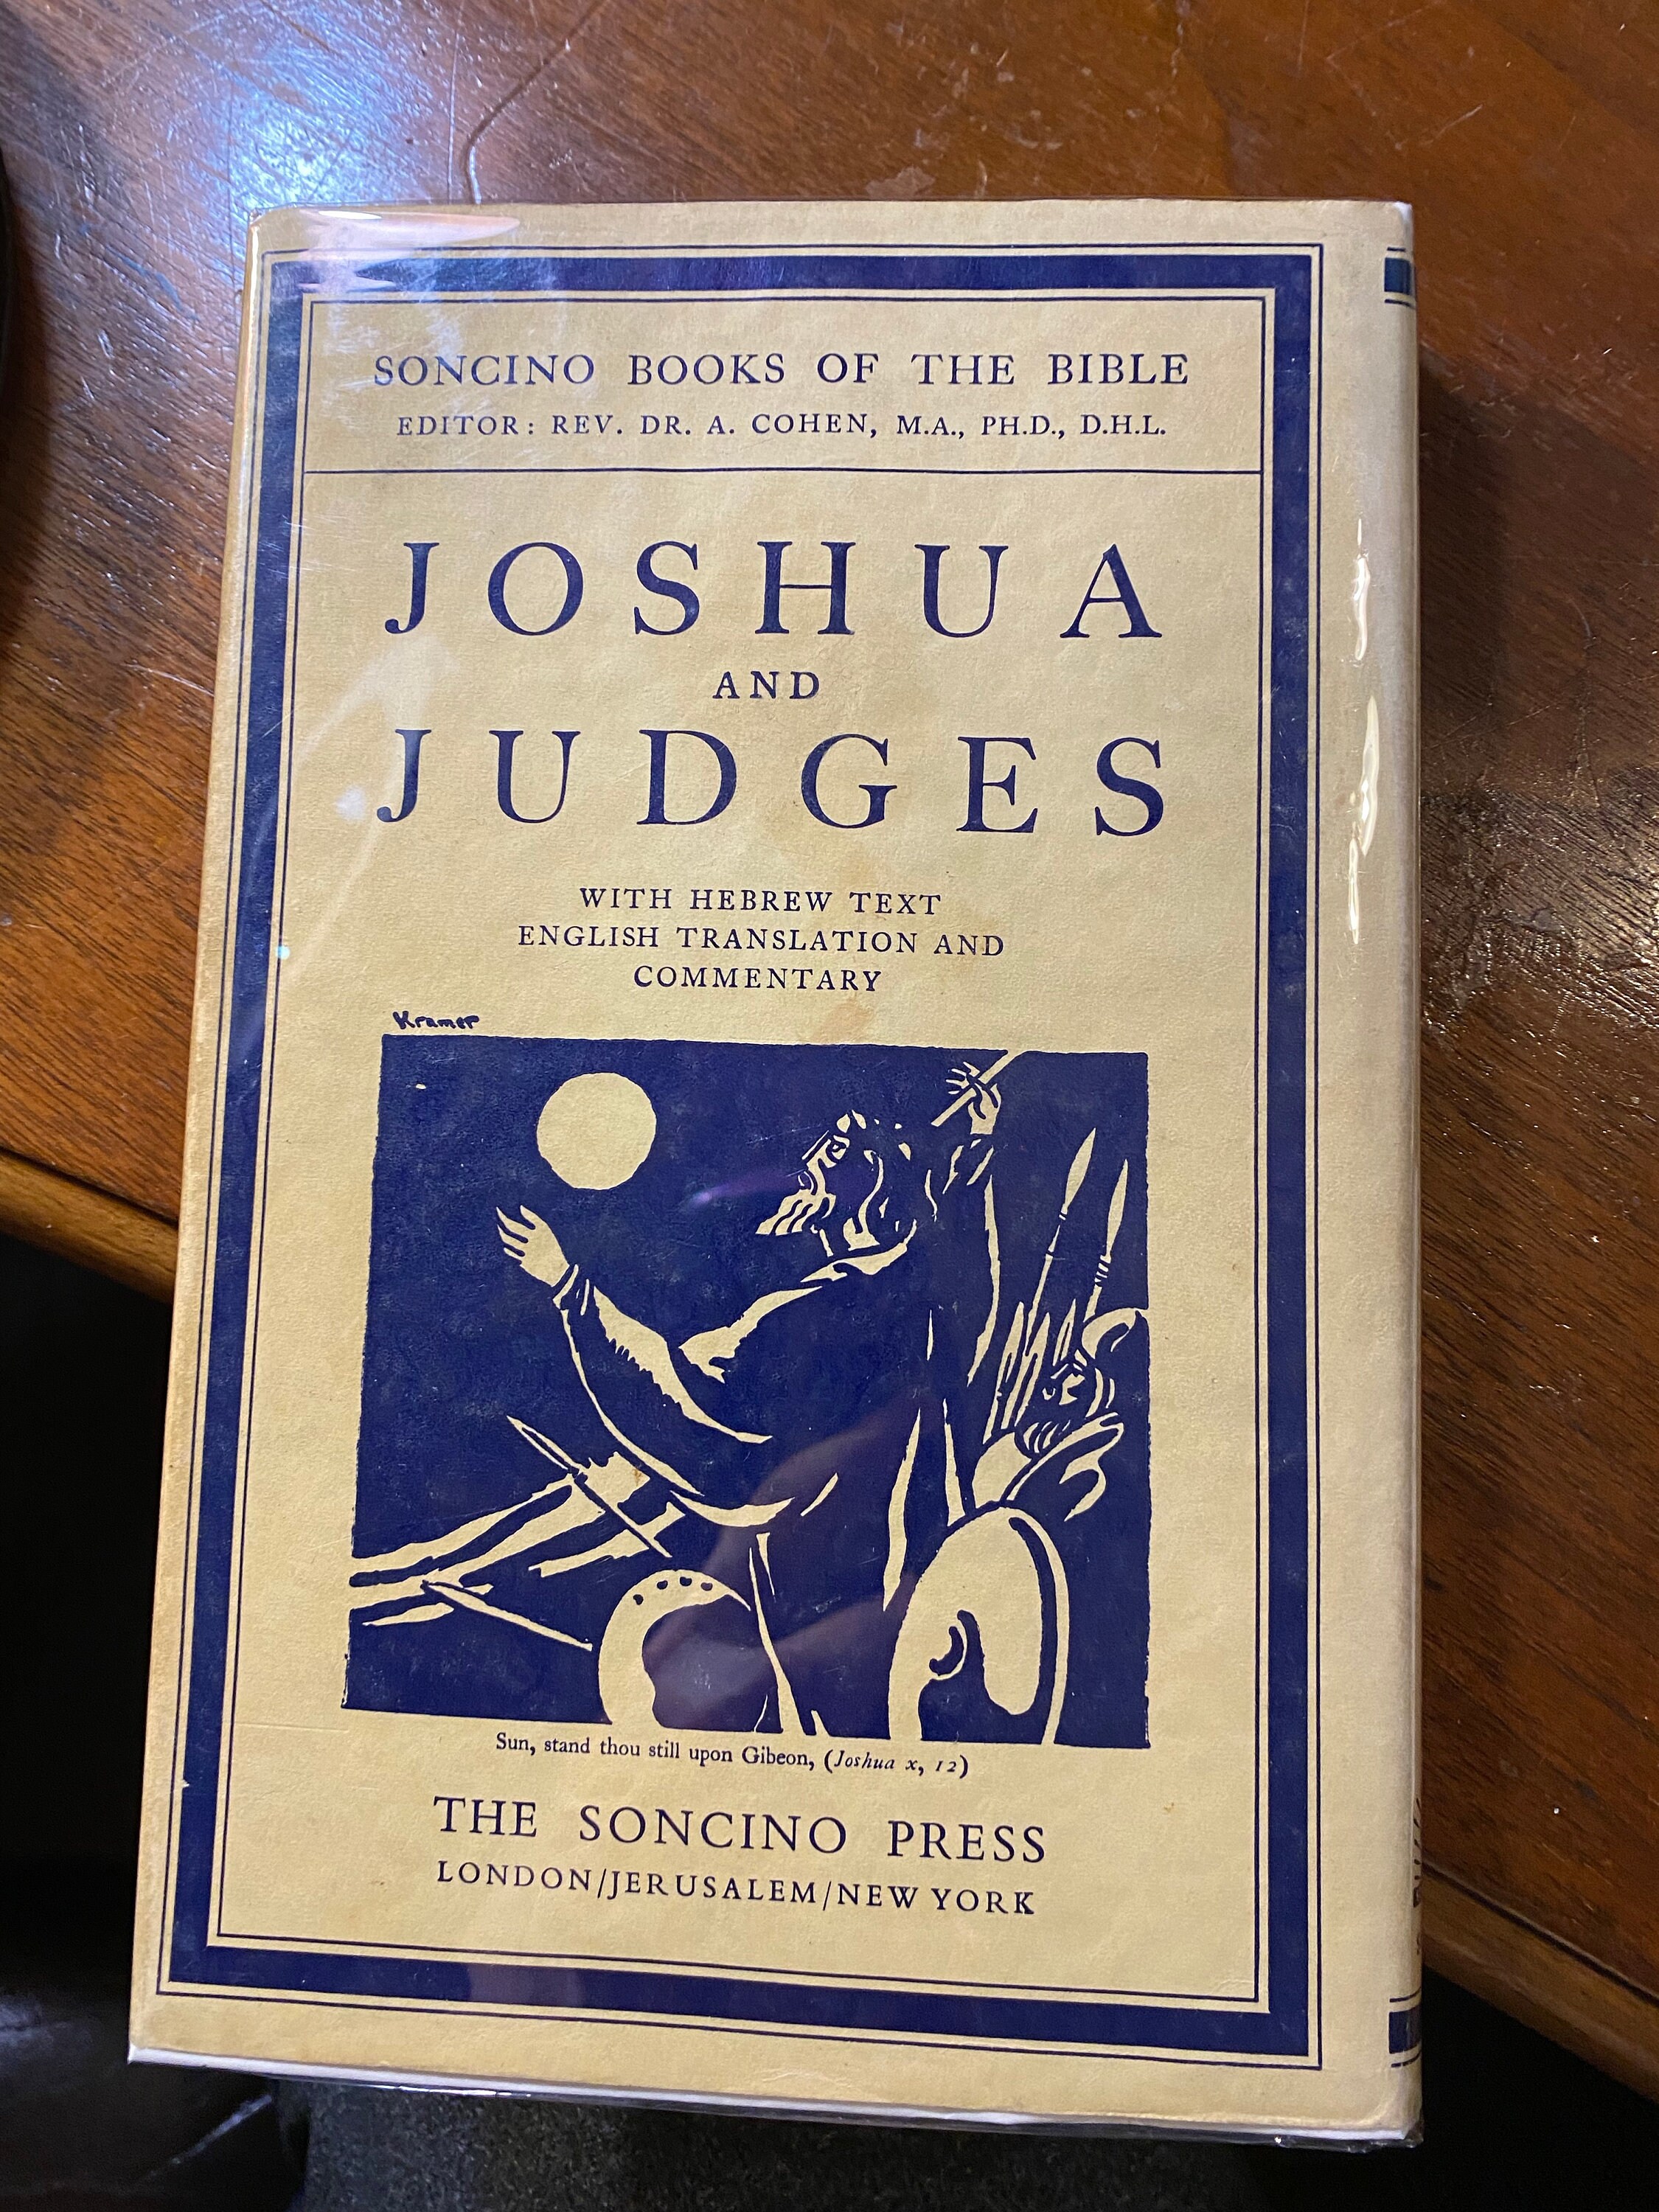 SONCINO BOOKS OF THE BIBLE
EDITOR: REV. DR. A. COHEN, M.A., PH.D., D.H.L.
JOSHUA
AND
JUDGES
WITH HEBREW TEXT
ENGLISH TRANSLATION AND
COMMENTARY
Kramer
Sun, stand thou still upon Gibeon, (Joshua x, 12)
THE SONCINO PRESS
LONDON/JERUSALEM/NEW YORK